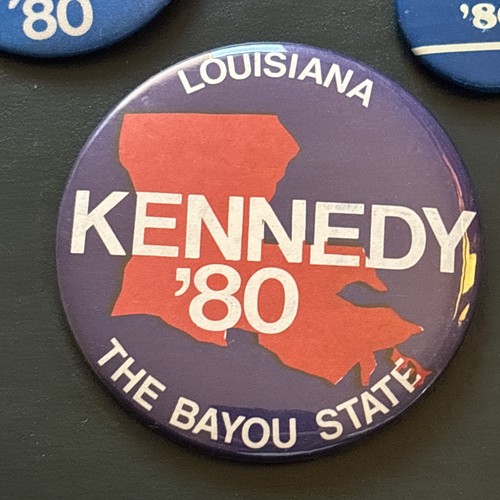 '80
'80
LOUISIANA
KENNEDY
'80
THE BAYOU STATE